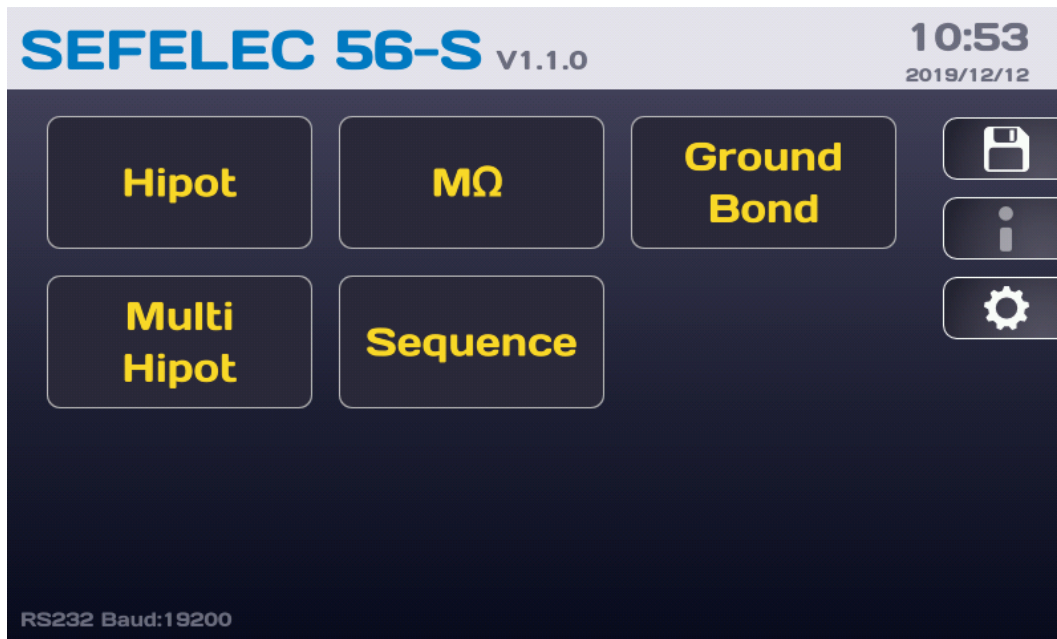 SEFELEC 56-S V1.1.0
10:53
2019/12/12
Hipot
MΩ
Ground
Bond
Multi
Hipot
Sequence
RS232 Baud:19200